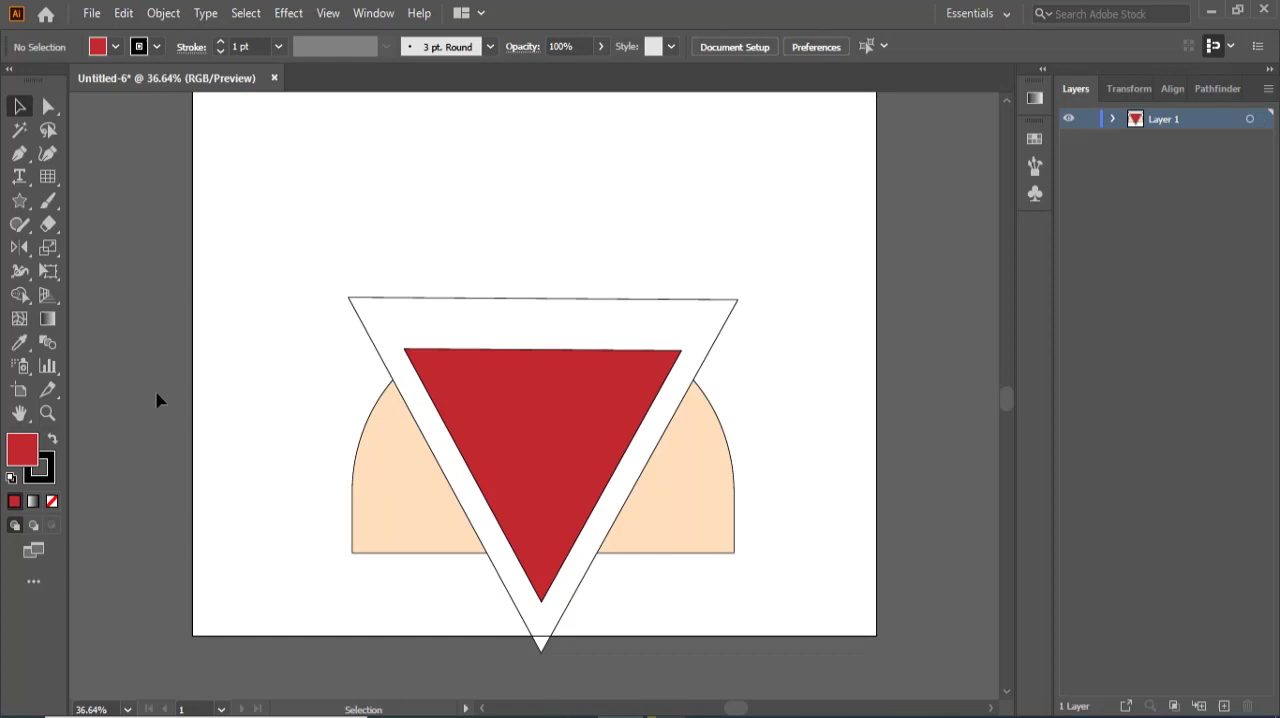 Ai File Edit Object Type Select Effect View Window Help Essentials Search Adobe Stock
No Selection Stroke: 1 pt 3 pt. Round Opacity: 100% Style: Document Setup Preferences
Untitled-6* @ 36.64% (RGB/Preview) Layers Transform Align Pathfinder
Layer 1
36.64% 1 Selection 1 Layer